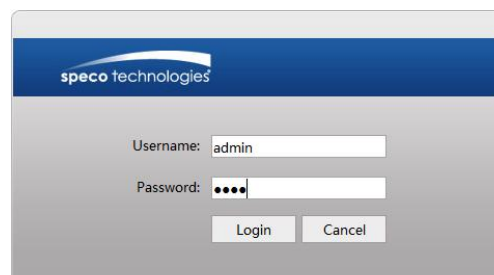 speco technologies
Username: admin
Password: ●●●●
Login Cancel